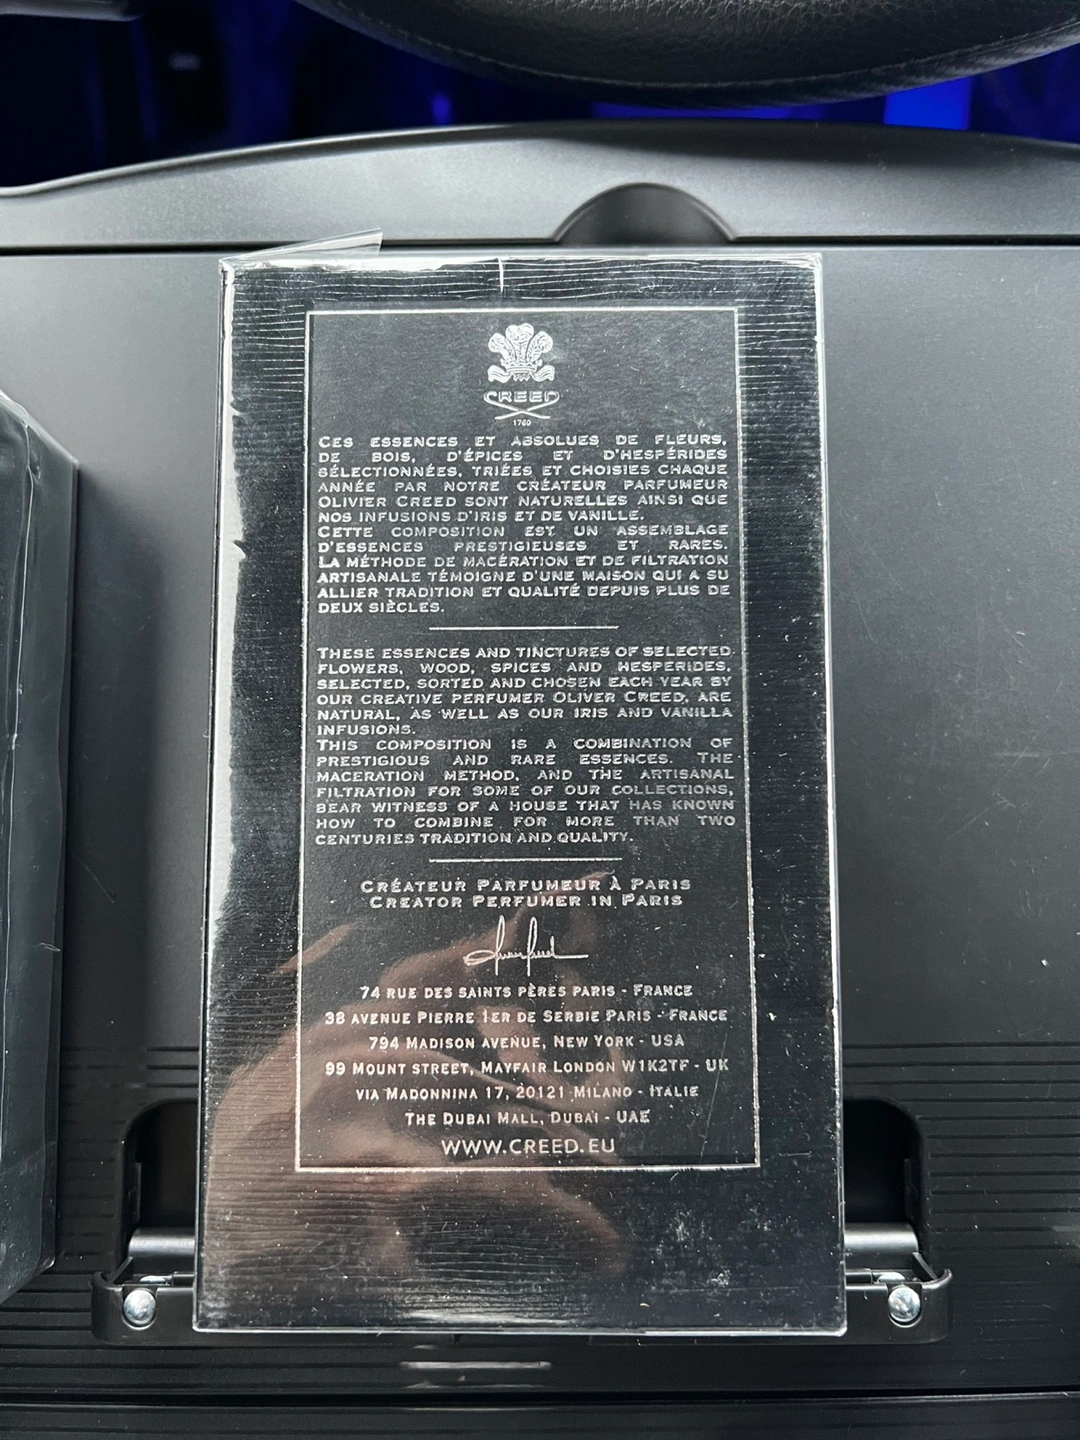 CREED
1760
CES ESSENCES ET ABSOLUES DE FLEURS,
DE BOIS, D'ÉPICES ET D'HESPÉRIDES
SÉLECTIONNÉES, TRIÉES ET CHOISIES CHAQUE
ANNÉE PAR NOTRE CRÉATEUR PARFUMEUR
OLIVIER CREED SONT NATURELLES AINSI QUE
NOS INFUSIONS D'IRIS ET DE VANILLE.
CETTE COMPOSITION EST UN ASSEMBLAGE
D'ESSENCES PRESTIGIEUSES ET RARES.
LA MÉTHODE DE MACÉRATION ET DE FILTRATION
ARTISANALE TÉMOIGNE D'UNE MAISON QUI A SU
ALLIER TRADITION ET QUALITÉ DEPUIS PLUS DE
DEUX SIÈCLES.
THESE ESSENCES AND TINCTURES OF SELECTED
FLOWERS, WOOD, SPICES AND HESPERIDES,
SELECTED, SORTED AND CHOSEN EACH YEAR BY
OUR CREATIVE PERFUMER OLIVER CREED, ARE
NATURAL, AS WELL AS OUR IRIS AND VANILLA
INFUSIONS.
THIS COMPOSITION IS A COMBINATION OF
PRESTIGIOUS AND RARE ESSENCES. THE
MACERATION METHOD, AND THE ARTISANAL
FILTRATION FOR SOME OF OUR COLLECTIONS,
BEAR WITNESS OF A HOUSE THAT HAS KNOWN
HOW TO COMBINE FOR MORE THAN TWO
CENTURIES TRADITION AND QUALITY.
CRÉATEUR PARFUMEUR À PARIS
CREATOR PERFUMER IN PARIS
74 RUE DES SAINTS PÈRES PARIS - FRANCE
38 AVENUE PIERRE 1ER DE SERBIE PARIS - FRANCE
794 MADISON AVENUE, NEW YORK - USA
99 MOUNT STREET, MAYFAIR LONDON W1K2TF - UK
VIA MADONNINA 17, 20121 MILANO - ITALIE
THE DUBAI MALL, DUBAÏ - UAE
WWW.CREED.EU